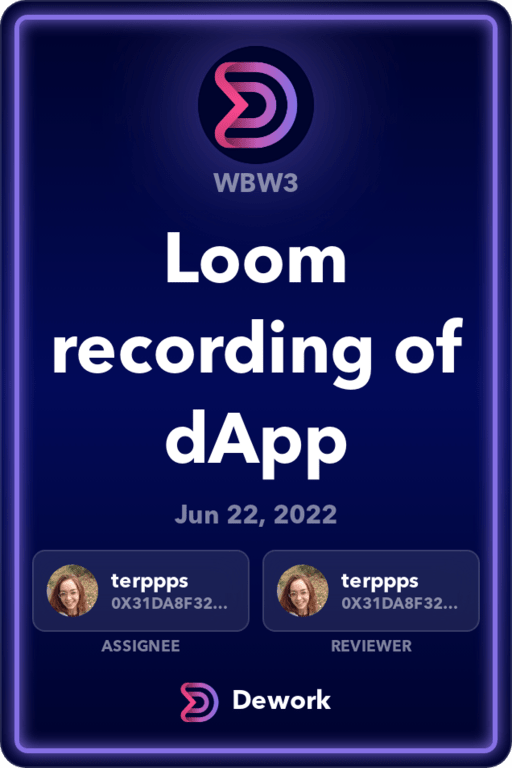 WBW3
Loom
recording of
dApp
Jun 22, 2022
terppps
0X31DA8F32...
ASSIGNEE
terppps
0X31DA8F32...
REVIEWER
Dework